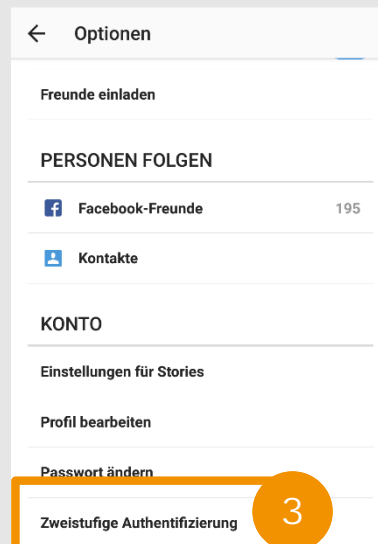 Optionen
Freunde einladen
PERSONEN FOLGEN
Facebook-Freunde 195
Kontakte
KONTO
Einstellungen für Stories
Profil bearbeiten
Passwort ändern
Zweistufige Authentifizierung 3